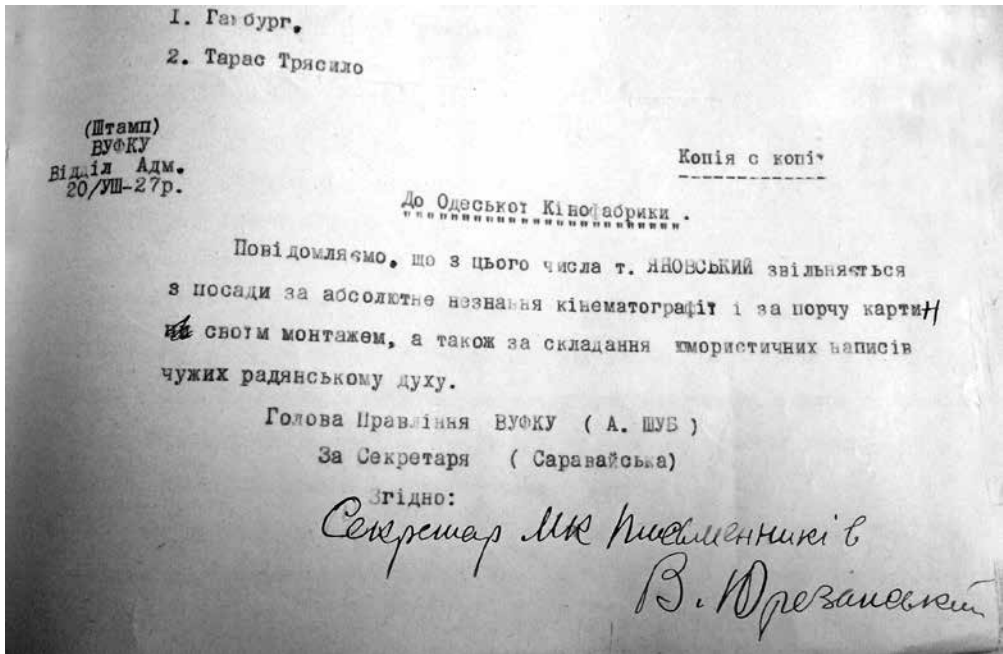 1. Гамбург.
2. Тарас Трясило
(Штамп)
ВУФКУ
Відділ Адм.
20/УШ-27р.
Копія с копі
До Одеської Кінофабрики .
Повідомляємо, що з цього числа т. ЯНОВСЬКИЙ звільняється
з посади за абсолютне незнання кінематографії і за порчу картин
своїм монтажем, а також за складання юмористичних написів
чужих радянському духу.
Голова Правління ВУФКУ ( А. ШУБ )
За Секретаря ( Саравайська)
Згідно:
Секретар МК Письменників
В. Юрезанський